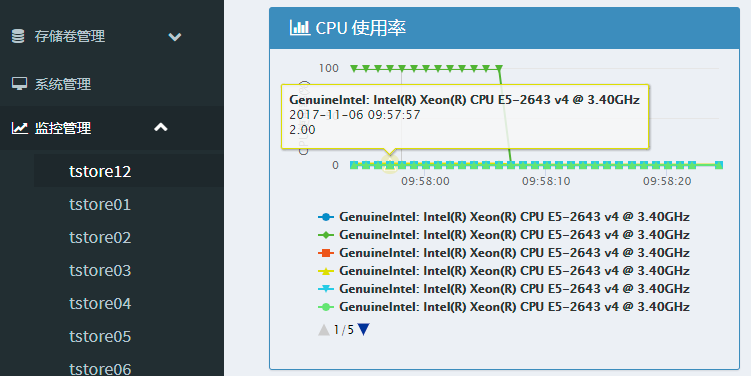 存储卷管理
系统管理
监控管理
tstore12
tstore01
tstore02
tstore03
tstore04
tstore05
tstore06
CPU 使用率
100
GenuineIntel: Intel(R) Xeon(R) CPU E5-2643 v4 @ 3.40GHz
2017-11-06 09:57:57
2.00
0
09:58:00
09:58:10
09:58:20
GenuineIntel: Intel(R) Xeon(R) CPU E5-2643 v4 @ 3.40GHz
GenuineIntel: Intel(R) Xeon(R) CPU E5-2643 v4 @ 3.40GHz
GenuineIntel: Intel(R) Xeon(R) CPU E5-2643 v4 @ 3.40GHz
GenuineIntel: Intel(R) Xeon(R) CPU E5-2643 v4 @ 3.40GHz
GenuineIntel: Intel(R) Xeon(R) CPU E5-2643 v4 @ 3.40GHz
GenuineIntel: Intel(R) Xeon(R) CPU E5-2643 v4 @ 3.40GHz
1/5